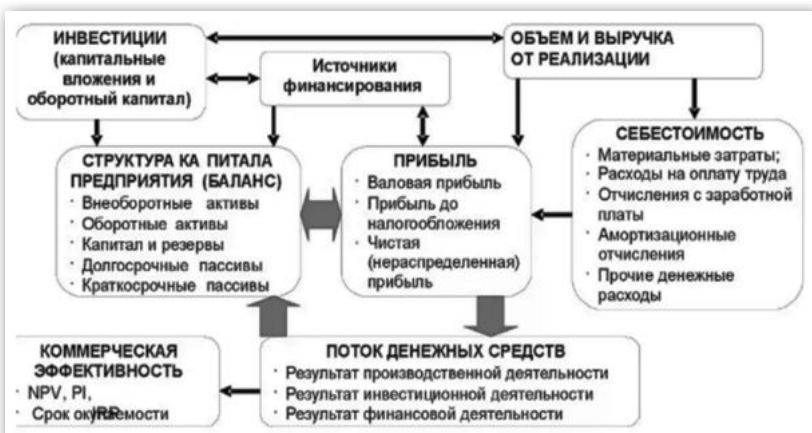 ИНВЕСТИЦИИ
(капитальные
вложения и
оборотный капитал)
Источники
финансирования
ОБЪЕМ И ВЫРУЧКА
ОТ РЕАЛИЗАЦИИ
СТРУКТУРА КА ПИТАЛА
ПРЕДПРИЯТИЯ (БАЛАНС)
· Внеоборотные активы
· Оборотные активы
· Капитал и резервы
· Долгосрочные пассивы
· Краткосрочные пассивы
ПРИБЫЛЬ
· Валовая прибыль
· Прибыль до
налогообложения
· Чистая
(нераспределенная)
прибыль
СЕБЕСТОИМОСТЬ
· Материальные затраты;
· Расходы на оплату труда
· Отчисления с заработной
платы
· Амортизационные
отчисления
· Прочие денежные
расходы
КОММЕРЧЕСКАЯ
ЭФФЕКТИВНОСТЬ
· NPV, PI,
IRR
· Срок окупаемости
ПОТОК ДЕНЕЖНЫХ СРЕДСТВ
· Результат производственной деятельности
· Результат инвестиционной деятельности
· Результат финансовой деятельности